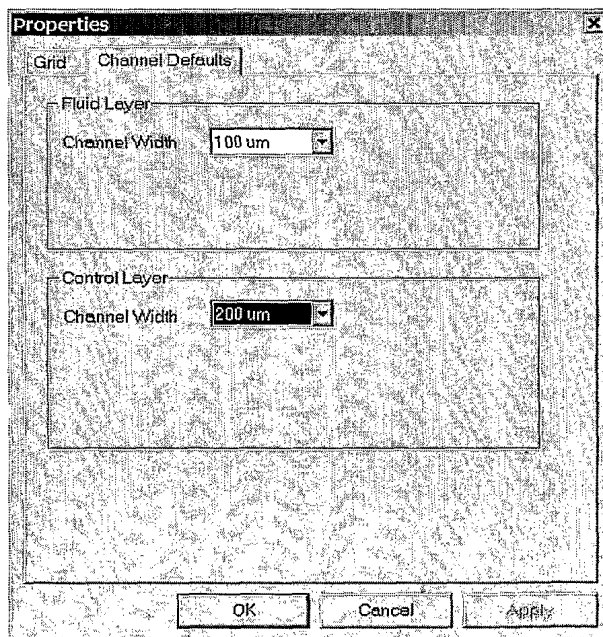 Properties
Grid Channel Defaults
Fluid Layer
Channel Width 100 um
Control Layer
Channel Width 200 um
OK Cancel Apply